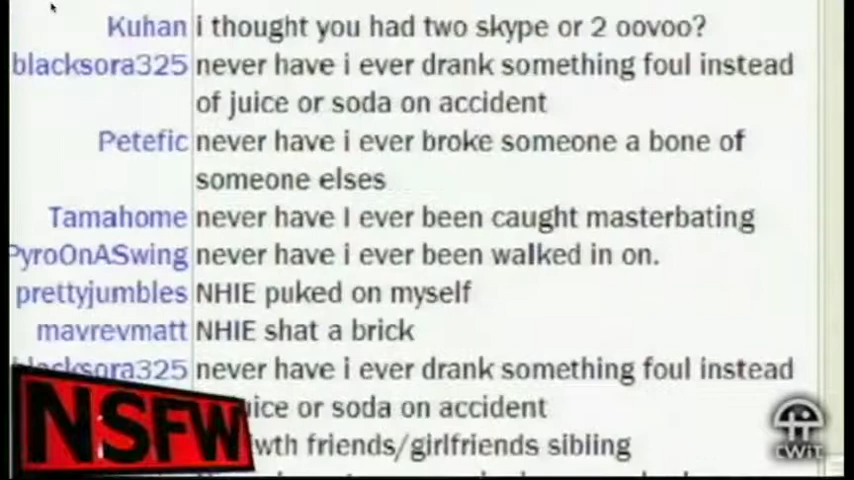 Kuhan i thought you had two skype or 2 oovoo?
blacksora325 never have i ever drank something foul instead
of juice or soda on accident
Petefic never have i ever broke someone a bone of
someone elses
Tamahome never have I ever been caught masterbating
PyroOnASwing never have i ever been walked in on.
prettyjumbles NHIE puked on myself
mavrevmatt NHIE shat a brick
blacksora325 never have i ever drank something foul instead
juice or soda on accident
wth friends/girlfriends sibling
NSFW
TWiT